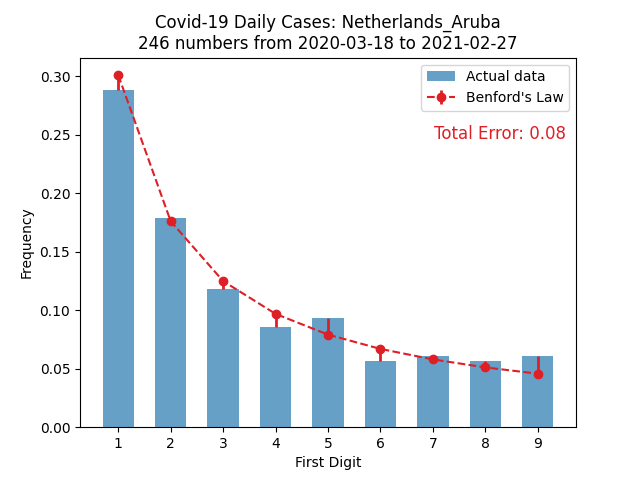 Covid-19 Daily Cases: Netherlands_Aruba
246 numbers from 2020-03-18 to 2021-02-27
Actual data
Benford's Law
Total Error: 0.08
Frequency
0.30
0.25
0.20
0.15
0.10
0.05
0.00
1 2 3 4 5 6 7 8 9
First Digit